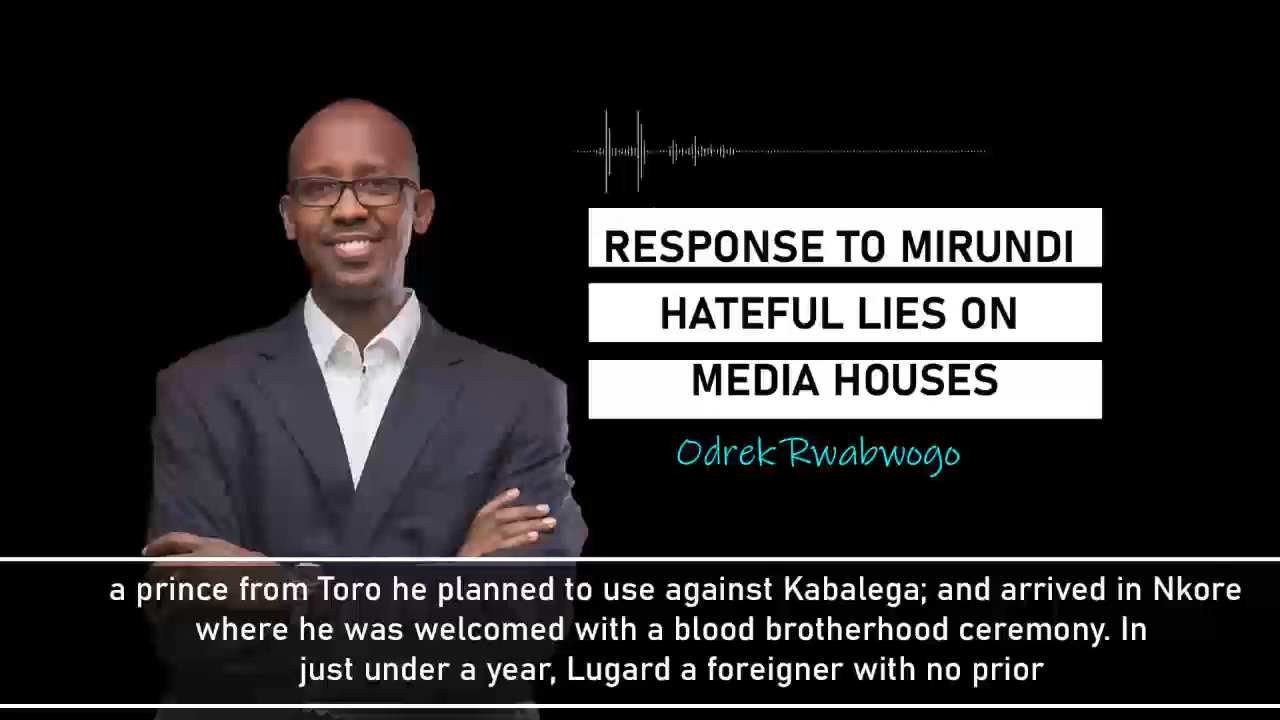 RESPONSE TO MIRUNDI
HATEFUL LIES ON
MEDIA HOUSES
Odrek Rwabwogo
a prince from Toro he planned to use against Kabalega; and arrived in Nkore
where he was welcomed with a blood brotherhood ceremony. In
just under a year, Lugard a foreigner with no prior